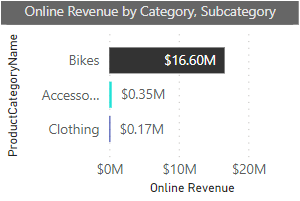 Online Revenue by Category, Subcategory
ProductCategoryName
Bikes $16.60M
Accesso... $0.35M
Clothing $0.17M
$0M $10M $20M
Online Revenue